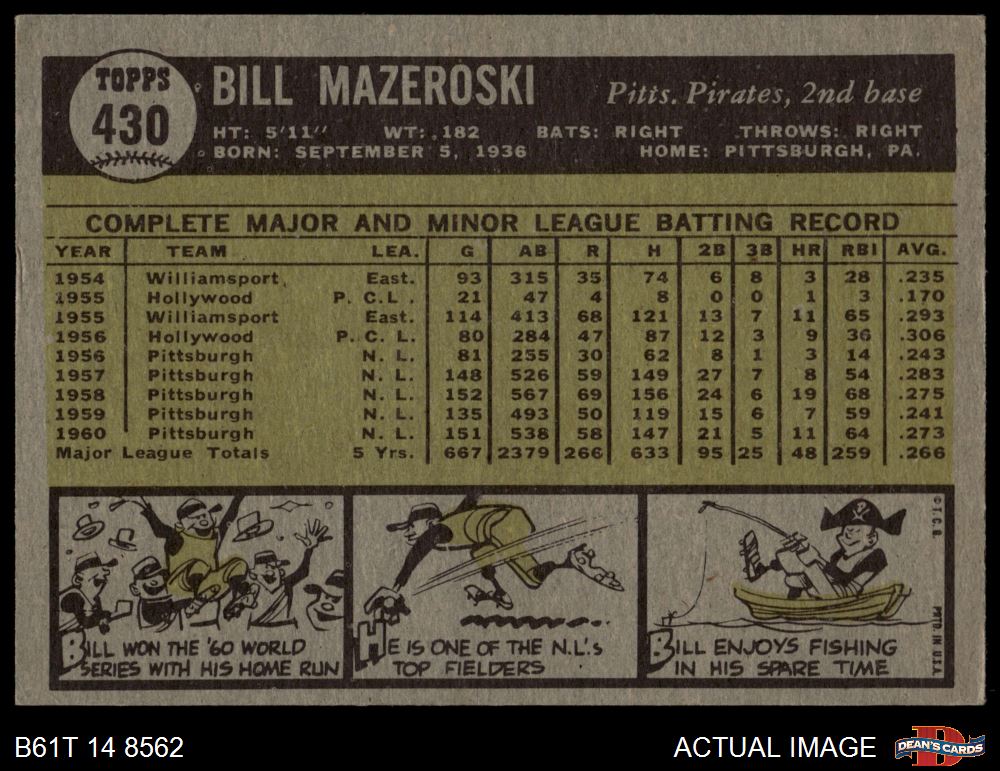 TOPPS
430
BILL MAZEROSKI
Pitts. Pirates, 2nd base
HT: 5'11" WT: 182 BATS: RIGHT THROWS: RIGHT
BORN: SEPTEMBER 5, 1936 HOME: PITTSBURGH, PA.
COMPLETE MAJOR AND MINOR LEAGUE BATTING RECORD
YEAR TEAM LEA. G AB R H 2B 3B HR RBI AVG.
1954 Williamsport East. 93 315 35 74 6 8 3 28 .235
1955 Hollywood P. C. L. 21 47 4 8 0 0 1 3 .170
1955 Williamsport East. 114 413 68 121 13 7 11 65 .293
1956 Hollywood P. C. L. 80 284 47 87 12 3 9 36 .306
1956 Pittsburgh N. L. 81 255 30 62 8 1 3 14 .243
1957 Pittsburgh N. L. 148 526 59 149 27 7 8 54 .283
1958 Pittsburgh N. L. 152 567 69 156 24 6 19 68 .275
1959 Pittsburgh N. L. 135 493 50 119 15 6 7 59 .241
1960 Pittsburgh N. L. 151 538 58 147 21 5 11 64 .273
Major League Totals 5 Yrs. 667 2379 266 633 95 25 48 259 .266
BILL WON THE '60 WORLD
SERIES WITH HIS HOME RUN
HE IS ONE OF THE N.L.'s
TOP FIELDERS
BILL ENJOYS FISHING
IN HIS SPARE TIME
© T. C. G.
PRTD IN U.S.A.
B61T 14 8562
ACTUAL IMAGE
DEAN'S CARDS